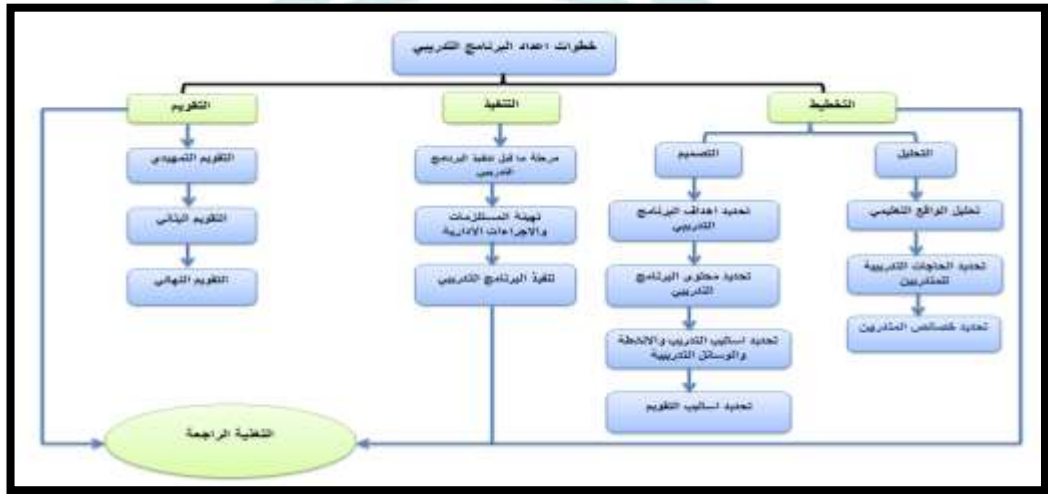 خطوات اعداد البرنامج التدريبي
التخطيط
التنفيذ
التقويم
التحليل
تحليل الواقع التعليمي
تحديد الحاجات التدريبية
للمتدربين
تحديد خصائص المتدربين
التصميم
تحديد اهداف البرنامج
التدريبي
تحديد محتوى البرنامج
التدريبي
تحديد اساليب التدريب والانشطة
والوسائل التدريبية
تحديد اساليب التقويم
مرحلة ما قبل تنفيذ البرنامج
التدريبي
تهيئة المستلزمات
والاجراءات الادارية
تنفيذ البرنامج التدريبي
التقويم التمهيدي
التقويم البنائي
التقويم النهائي
التغذية الراجعة